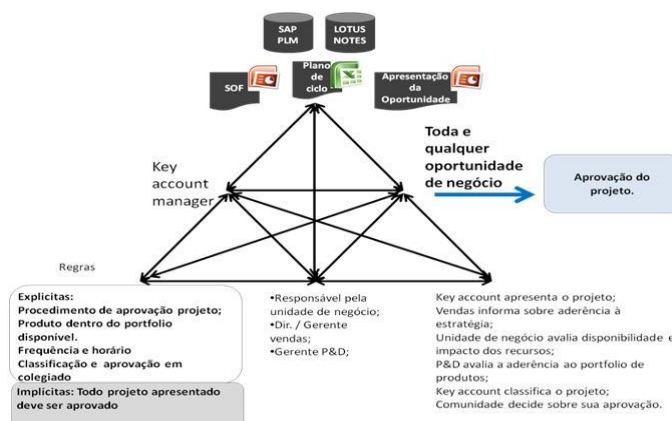 SAP
PLM
LOTUS
NOTES
SOF
Plano
de
ciclo
Apresentação
da
Oportunidade
Key
account
manager
Toda e
qualquer
oportunidade
de negócio
Aprovação do
projeto.
Regras
Explicitas:
Procedimento de aprovação projeto;
Produto dentro do portfolio
disponível.
Frequência e horário
Classificação e aprovação em
colegiado
Implícitas: Todo projeto apresentado
deve ser aprovado
•Responsável pela
unidade de negócio;
•Dir. / Gerente
vendas;
•Gerente P&D;
Key account apresenta o projeto;
Vendas informa sobre aderência à
estratégia;
Unidade de negócio avalia disponibilidade e
impacto dos recursos;
P&D avalia a aderência ao portfolio de
produtos;
Key account classifica o projeto;
Comunidade decide sobre sua aprovação.